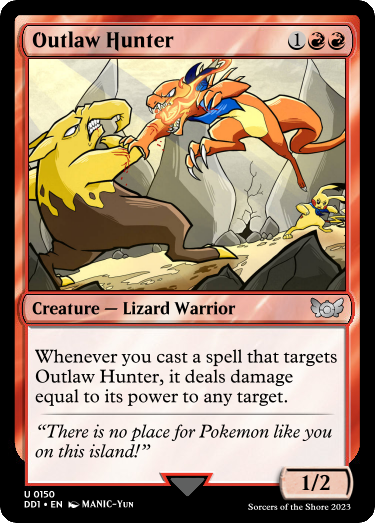 Outlaw Hunter 1
Creature — Lizard Warrior
Whenever you cast a spell that targets
Outlaw Hunter, it deals damage
equal to its power to any target.
“There is no place for Pokemon like you
on this island!”
1/2
U 0150
DD1 • EN MANIC-YUN
Sorcers of the Shore 2023